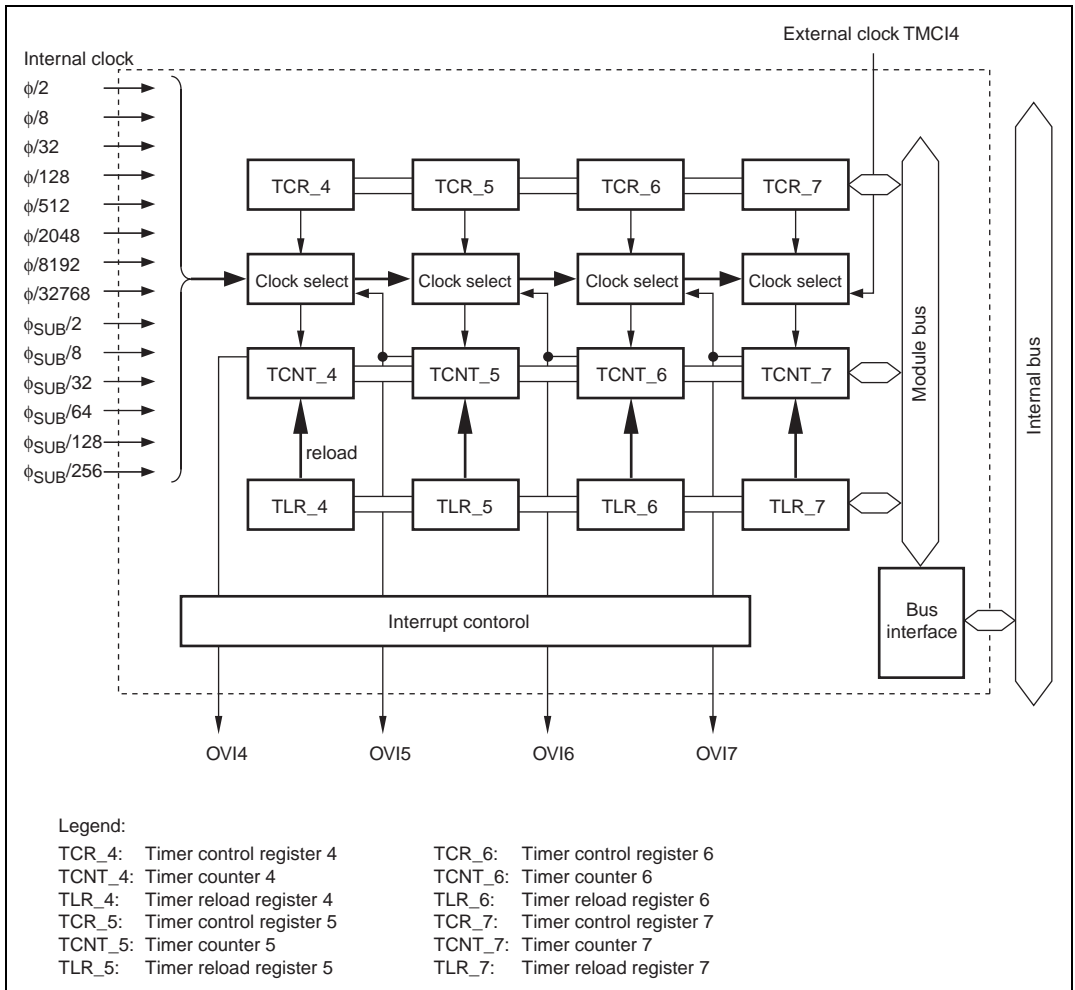 External clock TMCI4
Internal clock
ϕ/2
ϕ/8
ϕ/32
ϕ/128
ϕ/512
ϕ/2048
ϕ/8192
ϕ/32768
ϕSUB/2
ϕSUB/8
ϕSUB/32
ϕSUB/64
ϕSUB/128
ϕSUB/256
TCR_4
TCR_5
TCR_6
TCR_7
Clock select
Clock select
Clock select
Clock select
TCNT_4
TCNT_5
TCNT_6
TCNT_7
reload
TLR_4
TLR_5
TLR_6
TLR_7
Module bus
Internal bus
Interrupt contorol
Bus
interface
OVI4
OVI5
OVI6
OVI7
Legend:
TCR_4: Timer control register 4
TCNT_4: Timer counter 4
TLR_4: Timer reload register 4
TCR_5: Timer control register 5
TCNT_5: Timer counter 5
TLR_5: Timer reload register 5
TCR_6: Timer control register 6
TCNT_6: Timer counter 6
TLR_6: Timer reload register 6
TCR_7: Timer control register 7
TCNT_7: Timer counter 7
TLR_7: Timer reload register 7